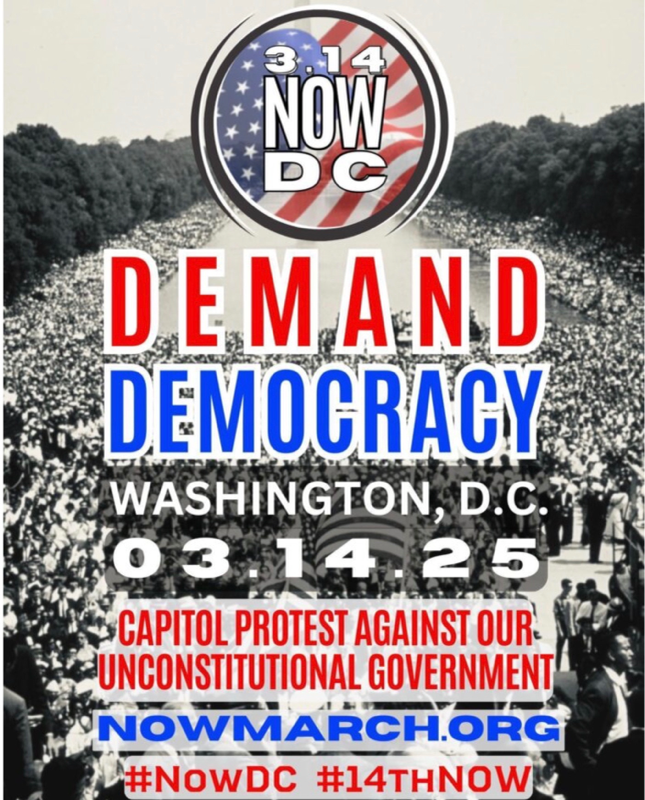 3.14
NOW
DC
DEMAND
DEMOCRACY
WASHINGTON, D.C.
03.14.25
CAPITOL PROTEST AGAINST OUR
UNCONSTITUTIONAL GOVERNMENT
NOWMARCH.ORG
#NOWDC #14THNOW